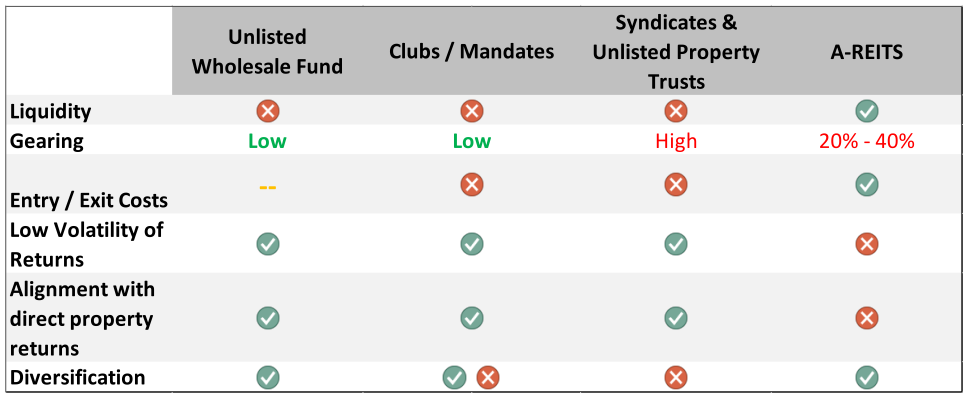 Unlisted
Wholesale Fund
Clubs / Mandates
Syndicates &
Unlisted Property
Trusts
A-REITS
Liquidity
Gearing Low Low High 20% - 40%
Entry / Exit Costs --
Low Volatility of
Returns
Alignment with
direct property
returns
Diversification